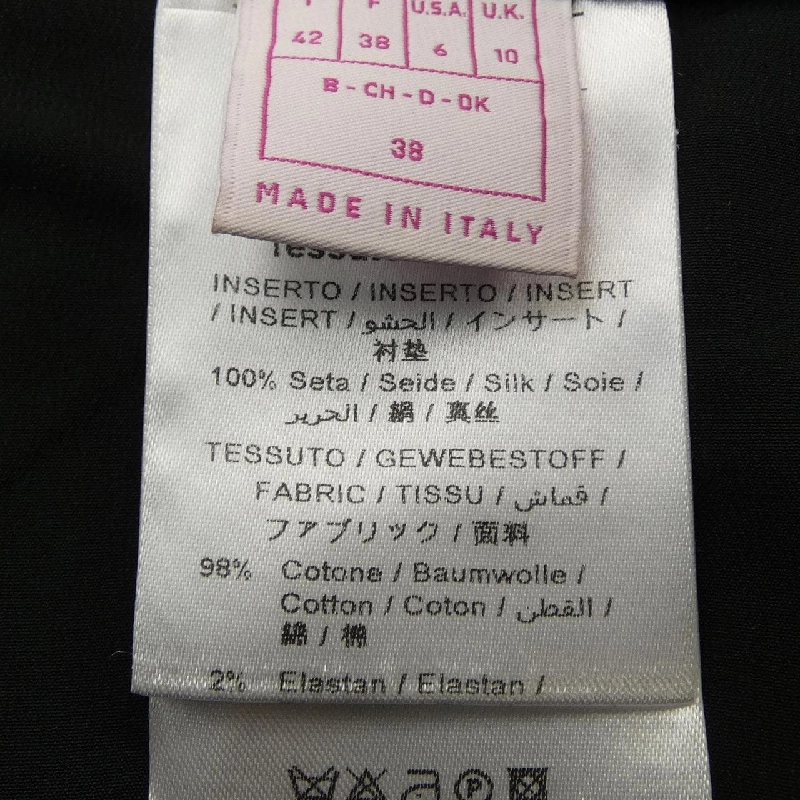 I F U.S.A. U.K.
42 38 6 10
B - CH - D - DK
38
MADE IN ITALY
INSERTO / INSERTO / INSERT
/ INSERT / الحشو / インサート /
衬垫
100% Seta / Seide / Silk / Soie /
الحرير / 絹 / 真丝
TESSUTO / GEWEBESTOFF /
FABRIC / TISSU / قماش /
ファブリック / 面料
98% Cotone / Baumwolle /
Cotton / Coton / القطن /
綿 / 棉
2% Elastan / Elastan /
P